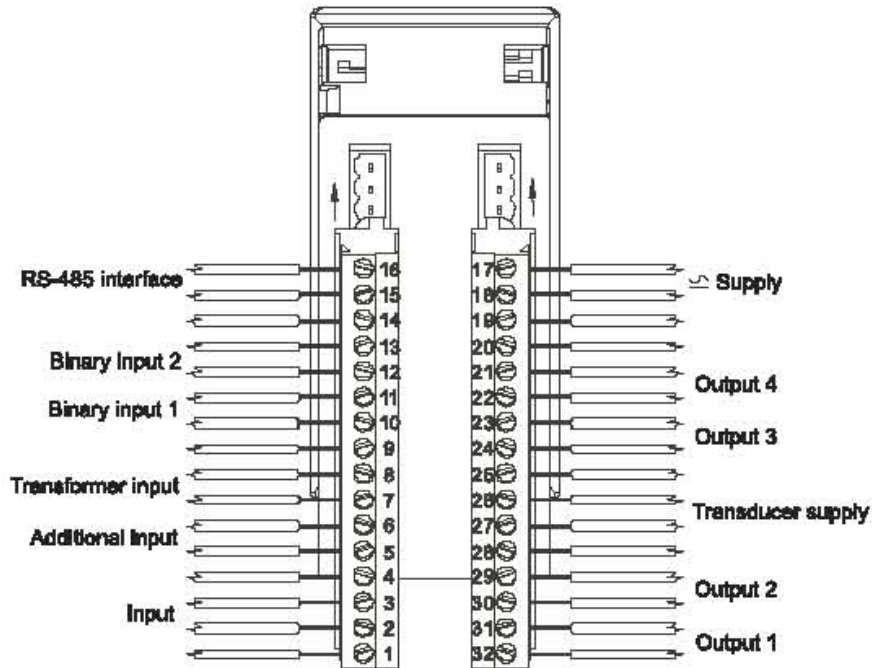 16 17
RS-485 interface
15 18
Supply
14 19
13 20
Binary Input 2
12 21
11 22
Output 4
Binary input 1
10 23
Output 3
9 24
8 25
Transformer input
7 26
Transducer supply
6 27
Additional Input
5 28
4 29
Output 2
3 30
Input
2 31
Output 1
1 32